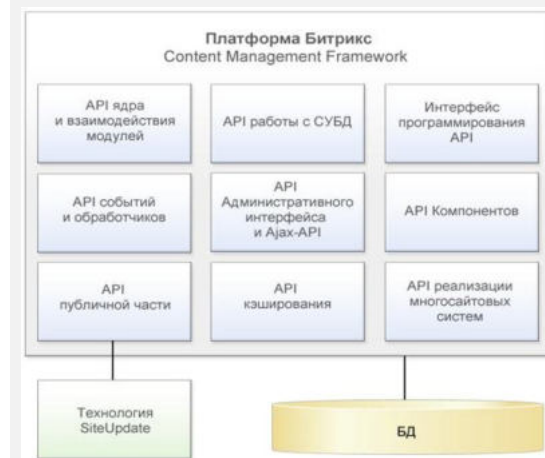 Платформа Битрикс
Content Management Framework
API ядра
и взаимодействия
модулей
API работы с СУБД
Интерфейс
программирования
API
API событий
и обработчиков
API
Административного
интерфейса
и Ajax-API
API Компонентов
API
публичной части
API
кэширования
API реализации
многосайтовых
систем
Технология
SiteUpdate
БД